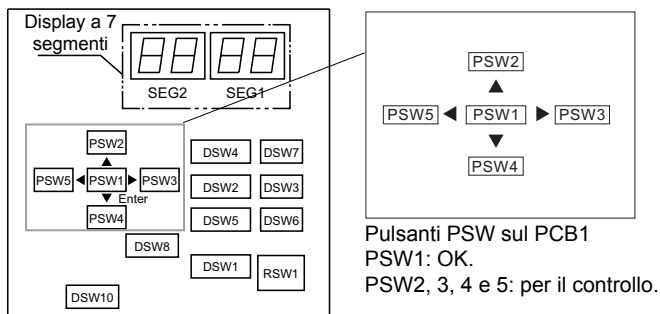 Display a 7
segmenti
SEG2 SEG1
PSW2
PSW5 PSW1 PSW3
Enter
PSW4
DSW4 DSW7
DSW2 DSW3
DSW5 DSW6
DSW8
DSW1 RSW1
DSW10
PSW2
PSW5 PSW1 PSW3
PSW4
Pulsanti PSW sul PCB1
PSW1: OK.
PSW2, 3, 4 e 5: per il controllo.